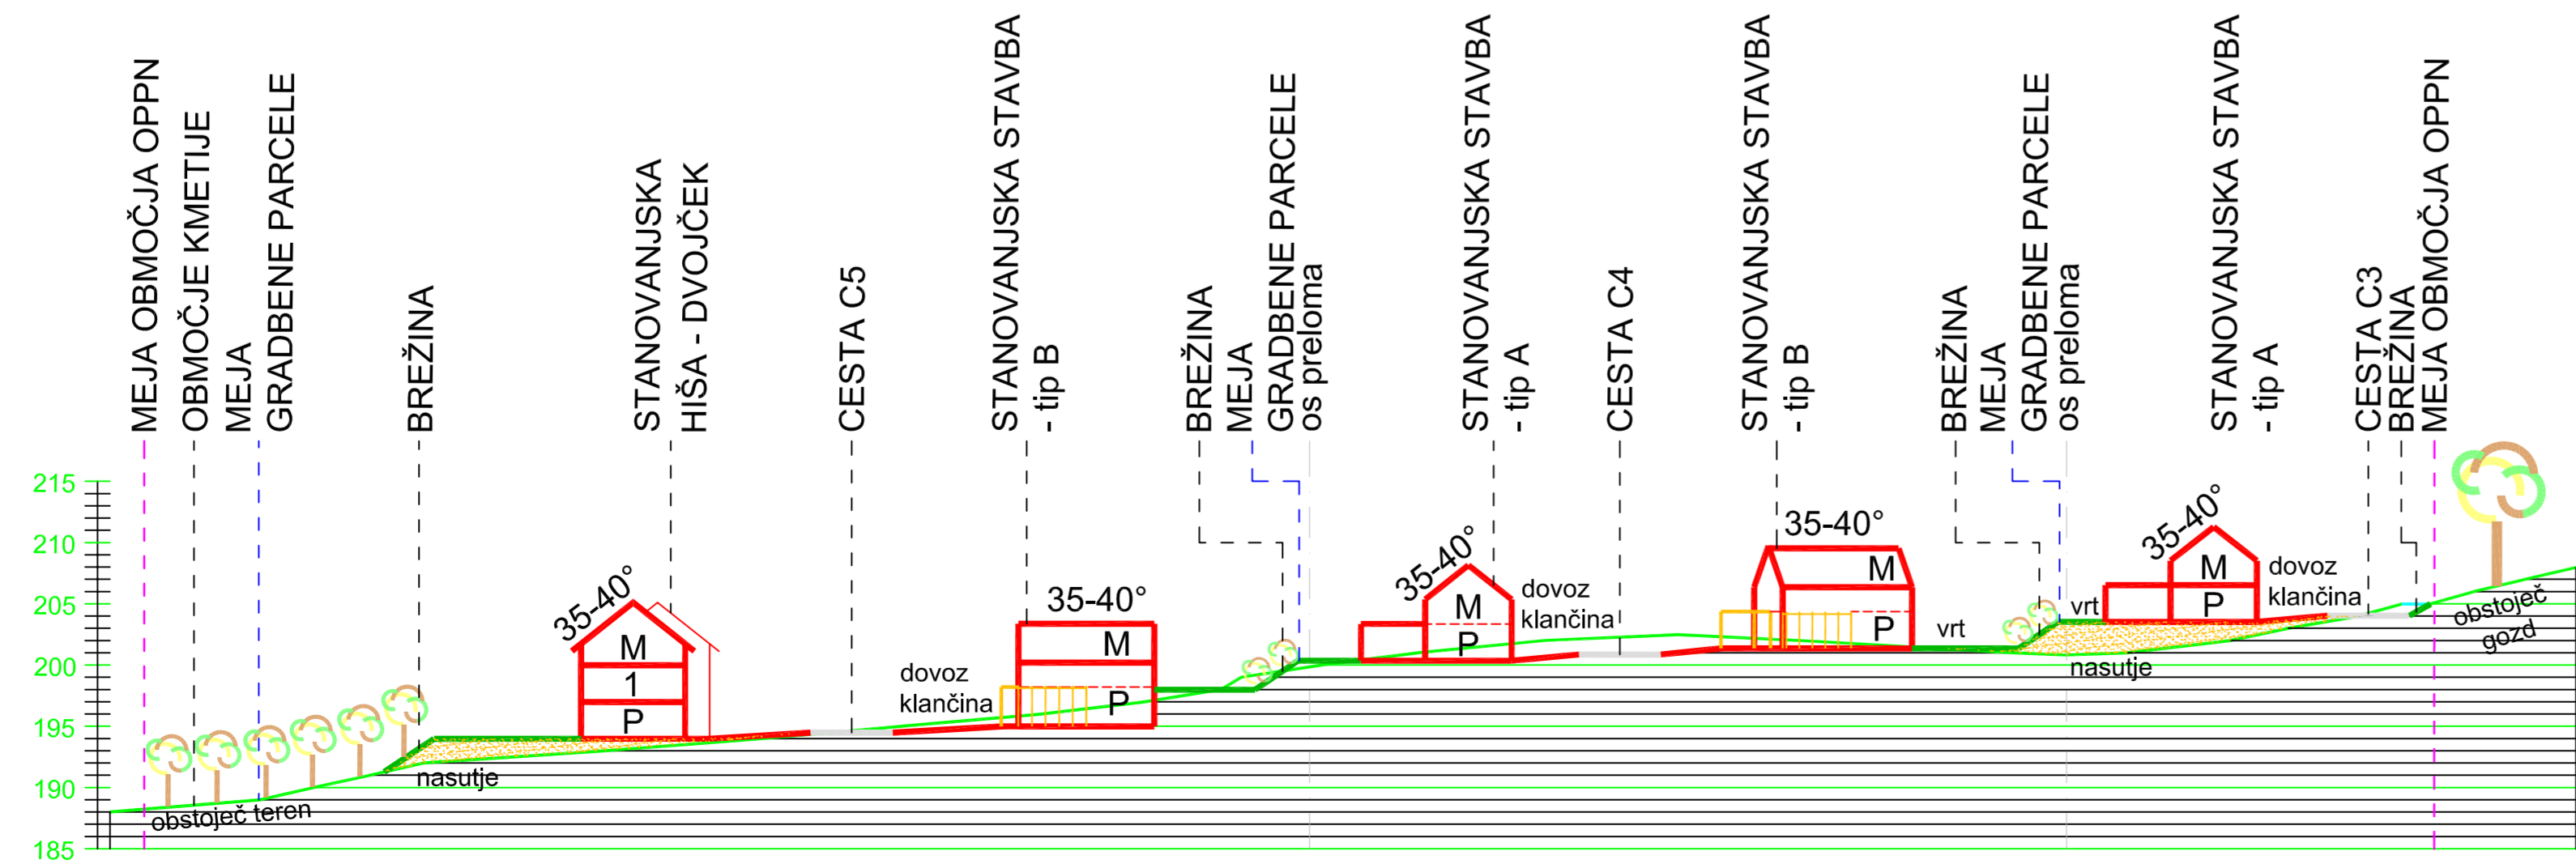 MEJA OBMOČJA OPPN
OBMOČJE KMETIJE
MEJA
GRADBENE PARCELE
BREŽINA
STANOVANJSKA
HIŠA - DVOJČEK
CESTA C5
STANOVANJSKA STAVBA
- tip B
BREŽINA
MEJA
GRADBENE PARCELE
os preloma
STANOVANJSKA STAVBA
- tip A
CESTA C4
STANOVANJSKA STAVBA
- tip B
BREŽINA
MEJA
GRADBENE PARCELE
os preloma
STANOVANJSKA STAVBA
- tip A
CESTA C3
BREŽINA
MEJA OBMOČJA OPPN
215
210
205
200
195
190
185
obstoječ teren
nasutje
35-40°
M
1
P
dovoz
klančina
35-40°
M
P
35-40°
M
P
dovoz
klančina
35-40°
M
P
vrt
nasutje
vrt
35-40°
M
P
dovoz
klančina
obstoječ
gozd